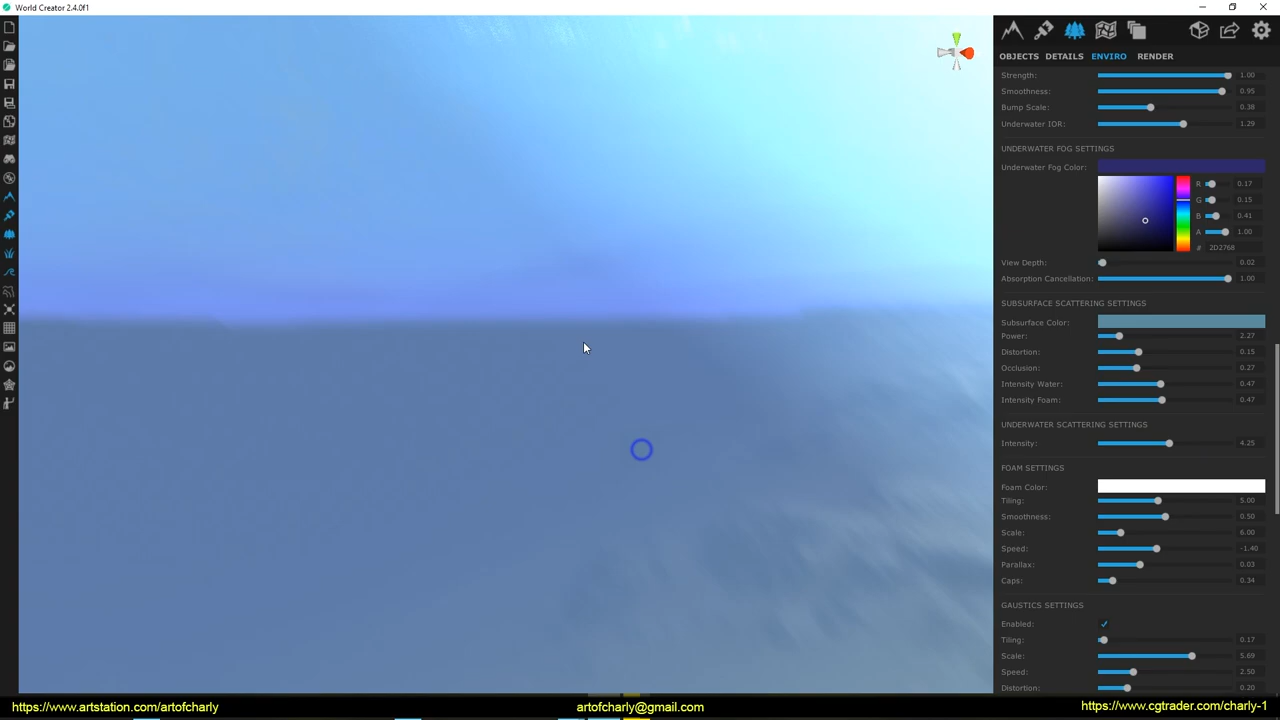 World Creator 2.4.0f1
OBJECTS DETAILS ENVIRO RENDER
Strength: 1.00
Smoothness: 0.95
Bump Scale: 0.38
Underwater IOR: 1.29
UNDERWATER FOG SETTINGS
Underwater Fog Color:
R 0.17
G 0.15
B 0.41
A 1.00
# 2D2768
View Depth: 0.02
Absorption Cancellation: 1.00
SUBSURFACE SCATTERING SETTINGS
Subsurface Color:
Power: 2.27
Distortion: 0.15
Occlusion: 0.27
Intensity Water: 0.47
Intensity Foam: 0.47
UNDERWATER SCATTERING SETTINGS
Intensity: 4.25
FOAM SETTINGS
Foam Color:
Tiling: 5.00
Smoothness: 0.50
Scale: 6.00
Speed: -1.40
Parallax: 0.03
Caps: 0.34
GAUSTICS SETTINGS
Enabled:
Tiling: 0.17
Scale: 5.69
Speed: 2.50
Distortion: 0.20
https://www.artstation.com/artofcharly artofcharly@gmail.com https://www.cgtrader.com/charly-1